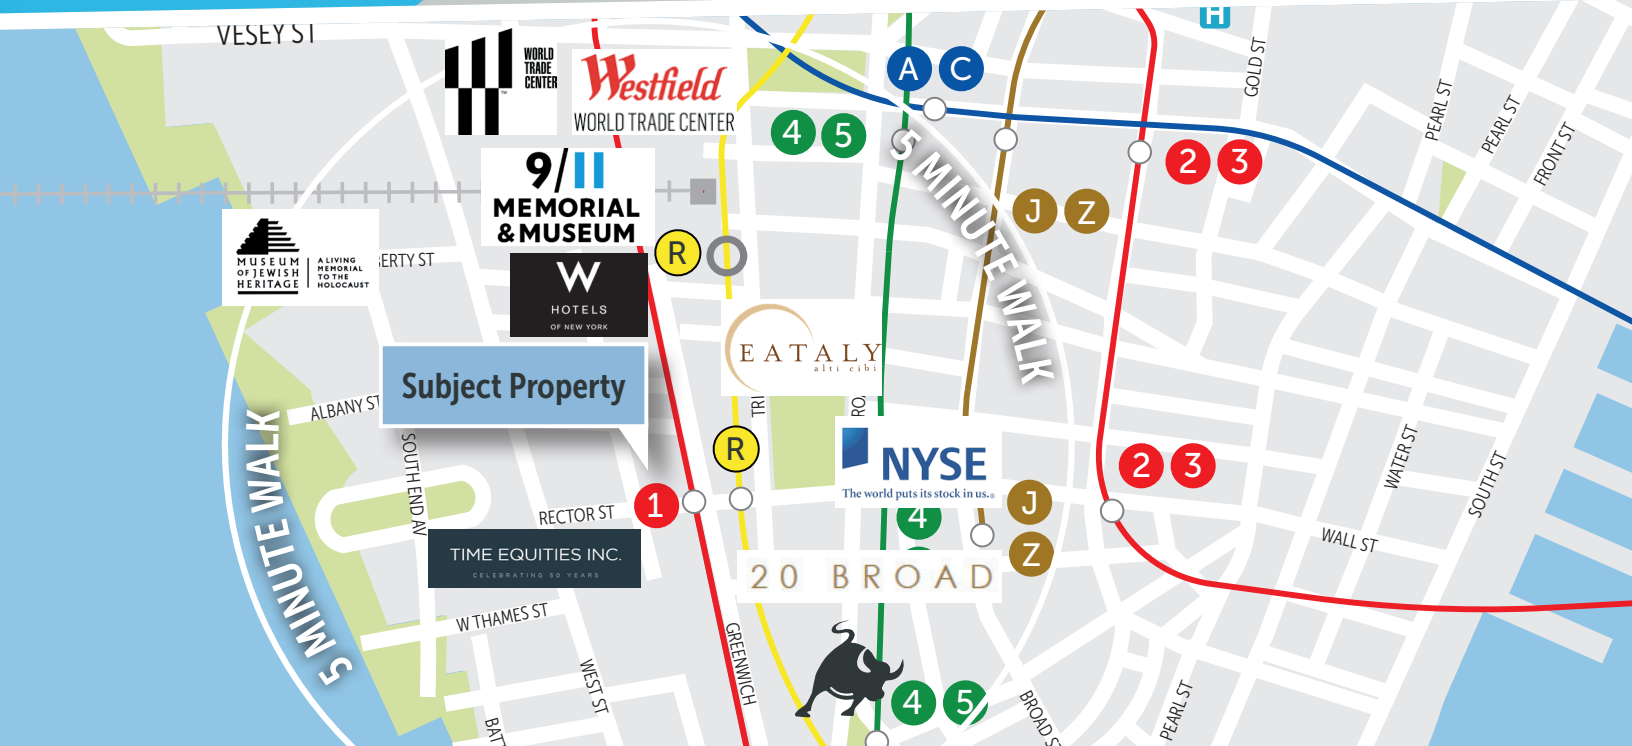 VESEY ST
WORLD
TRADE
CENTER
™
Westfield
WORLD TRADE CENTER
H
GOLD ST
A
C
4
5
2
3
PEARL ST
PEARL ST
FRONT ST
9/11
MEMORIAL
& MUSEUM
J
Z
5 MINUTE WALK
MUSEUM
OF JEWISH
HERITAGE
A LIVING
MEMORIAL
TO THE
HOLOCAUST
ERTY ST
R
W
HOTELS
OF NEW YORK
EATALY
alti cibi
Subject Property
ALBANY ST
TRI
RO
SOUTH END AV
R
NYSE
The world puts its stock in us.®
2
3
WATER ST
SOUTH ST
1
RECTOR ST
4
J
Z
WALL ST
TIME EQUITIES INC.
CELEBRATING 50 YEARS
20 BROAD
5 MINUTE WALK
W THAMES ST
GREENWICH
WEST ST
BATT
4
5
BROAD S
PEARL ST